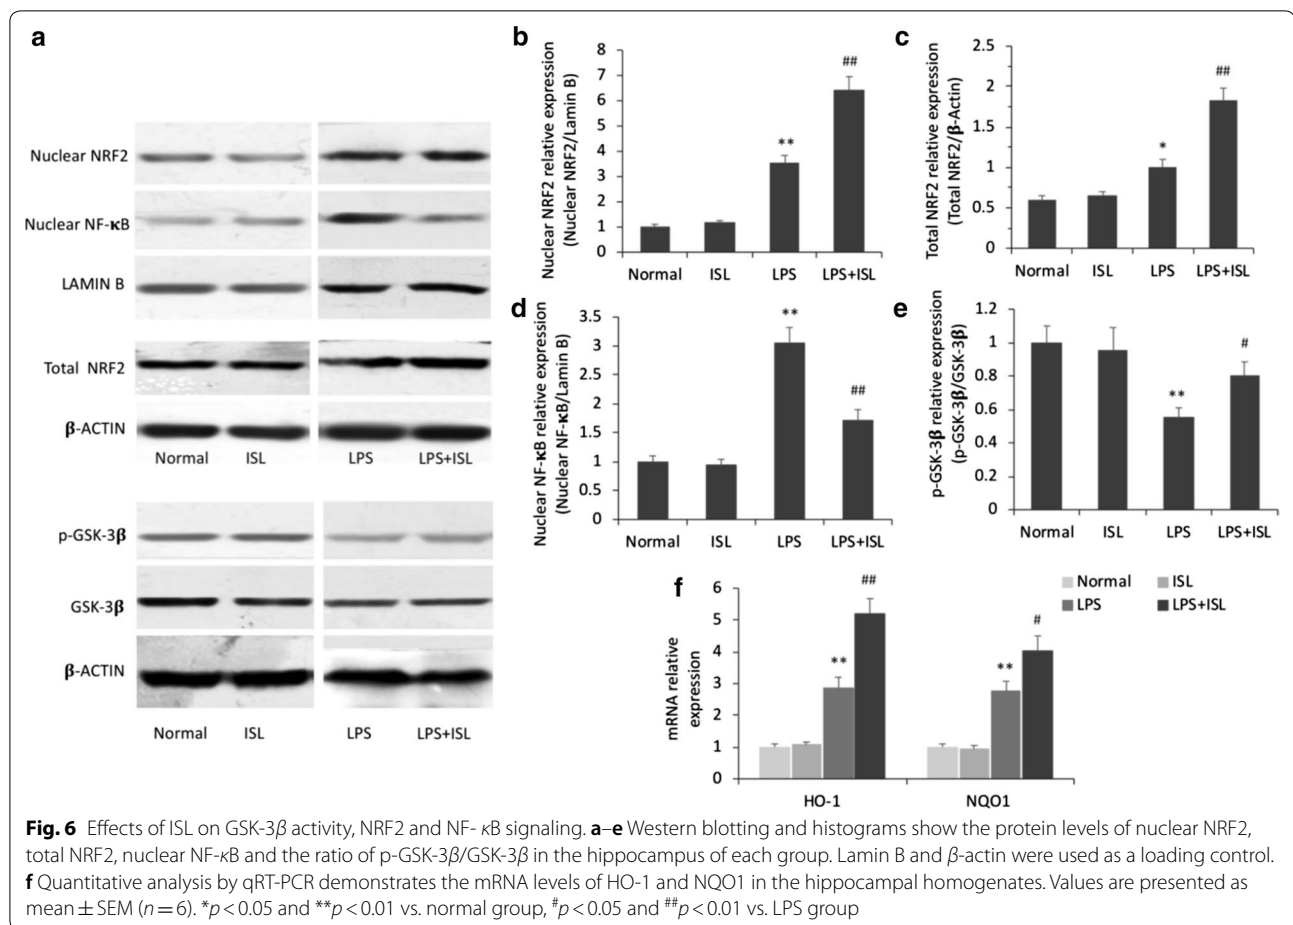 a
Nuclear NRF2
Nuclear NF-κB
LAMIN B
Total NRF2
β-ACTIN
Normal ISL LPS LPS+ISL
p-GSK-3β
GSK-3β
β-ACTIN
Normal ISL LPS LPS+ISL
b
Nuclear NRF2 relative expression
(Nuclear NRF2/Lamin B)
8
7
6
5
4
3
2
1
0
**
##
Normal ISL LPS LPS+ISL
c
Total NRF2 relative expression
(Total NRF2/β-Actin)
2.5
2
1.5
1
0.5
0
*
##
Normal ISL LPS LPS+ISL
d
Nuclear NF-κB relative expression
(Nuclear NF-κB/Lamin B)
3.5
3
2.5
2
1.5
1
0.5
0
**
##
Normal ISL LPS LPS+ISL
e
p-GSK-3β relative expression
(p-GSK-3β/GSK-3β)
1.2
1
0.8
0.6
0.4
0.2
0
**
#
Normal ISL LPS LPS+ISL
f
Normal ISL
LPS LPS+ISL
mRNA relative
expression
6
5
4
3
2
1
0
**
##
**
#
HO-1 NQO1
Fig. 6 Effects of ISL on GSK-3β activity, NRF2 and NF- κB signaling. a–e Western blotting and histograms show the protein levels of nuclear NRF2,
total NRF2, nuclear NF-κB and the ratio of p-GSK-3β/GSK-3β in the hippocampus of each group. Lamin B and β-actin were used as a loading control.
f Quantitative analysis by qRT-PCR demonstrates the mRNA levels of HO-1 and NQO1 in the hippocampal homogenates. Values are presented as
mean ± SEM (n = 6). *p < 0.05 and **p < 0.01 vs. normal group, #p < 0.05 and ##p < 0.01 vs. LPS group